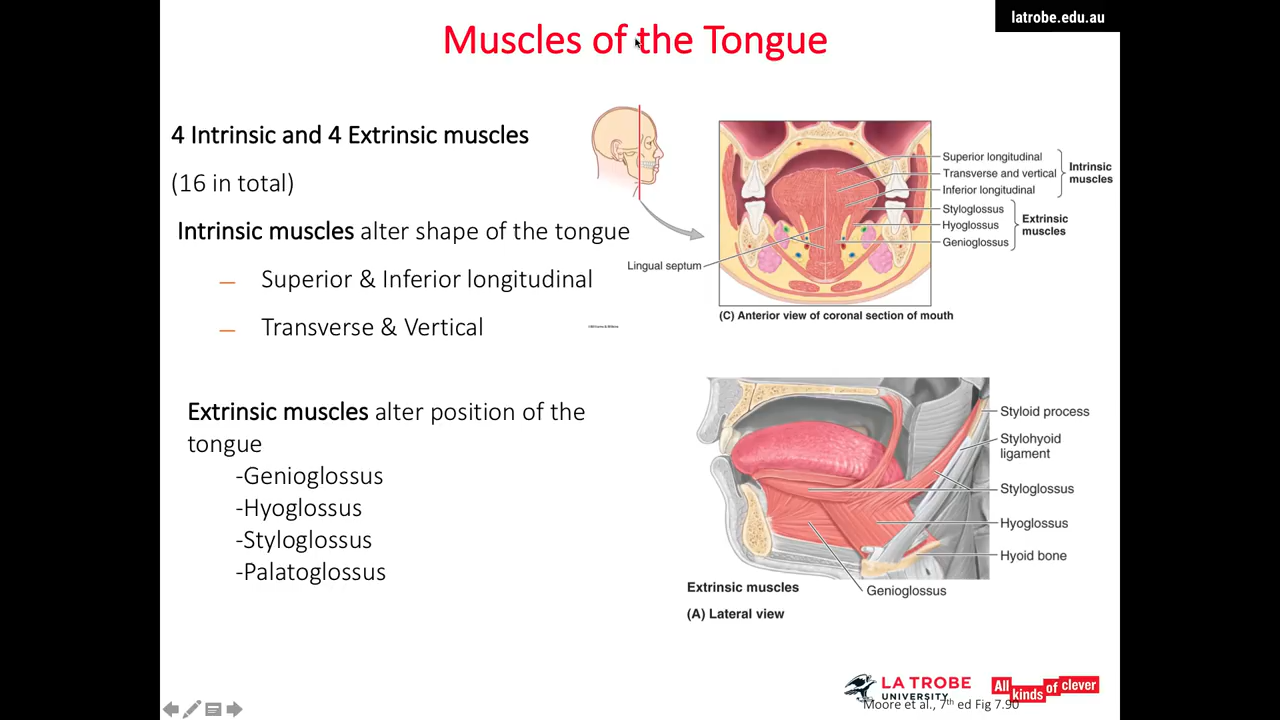 latrobe.edu.au
Muscles of the Tongue
4 Intrinsic and 4 Extrinsic muscles
(16 in total)
Intrinsic muscles alter shape of the tongue
— Superior & Inferior longitudinal
— Transverse & Vertical
Extrinsic muscles alter position of the
tongue
-Genioglossus
-Hyoglossus
-Styloglossus
-Palatoglossus
Superior longitudinal
Transverse and vertical
Inferior longitudinal
Intrinsic
muscles
Styloglossus
Hyoglossus
Genioglossus
Extrinsic
muscles
Lingual septum
(C) Anterior view of coronal section of mouth
Styloid process
Stylohyoid
ligament
Styloglossus
Hyoglossus
Hyoid bone
Genioglossus
Extrinsic muscles
(A) Lateral view
LA TROBE
UNIVERSITY
All kinds of clever
Moore et al., 7th ed Fig 7.90